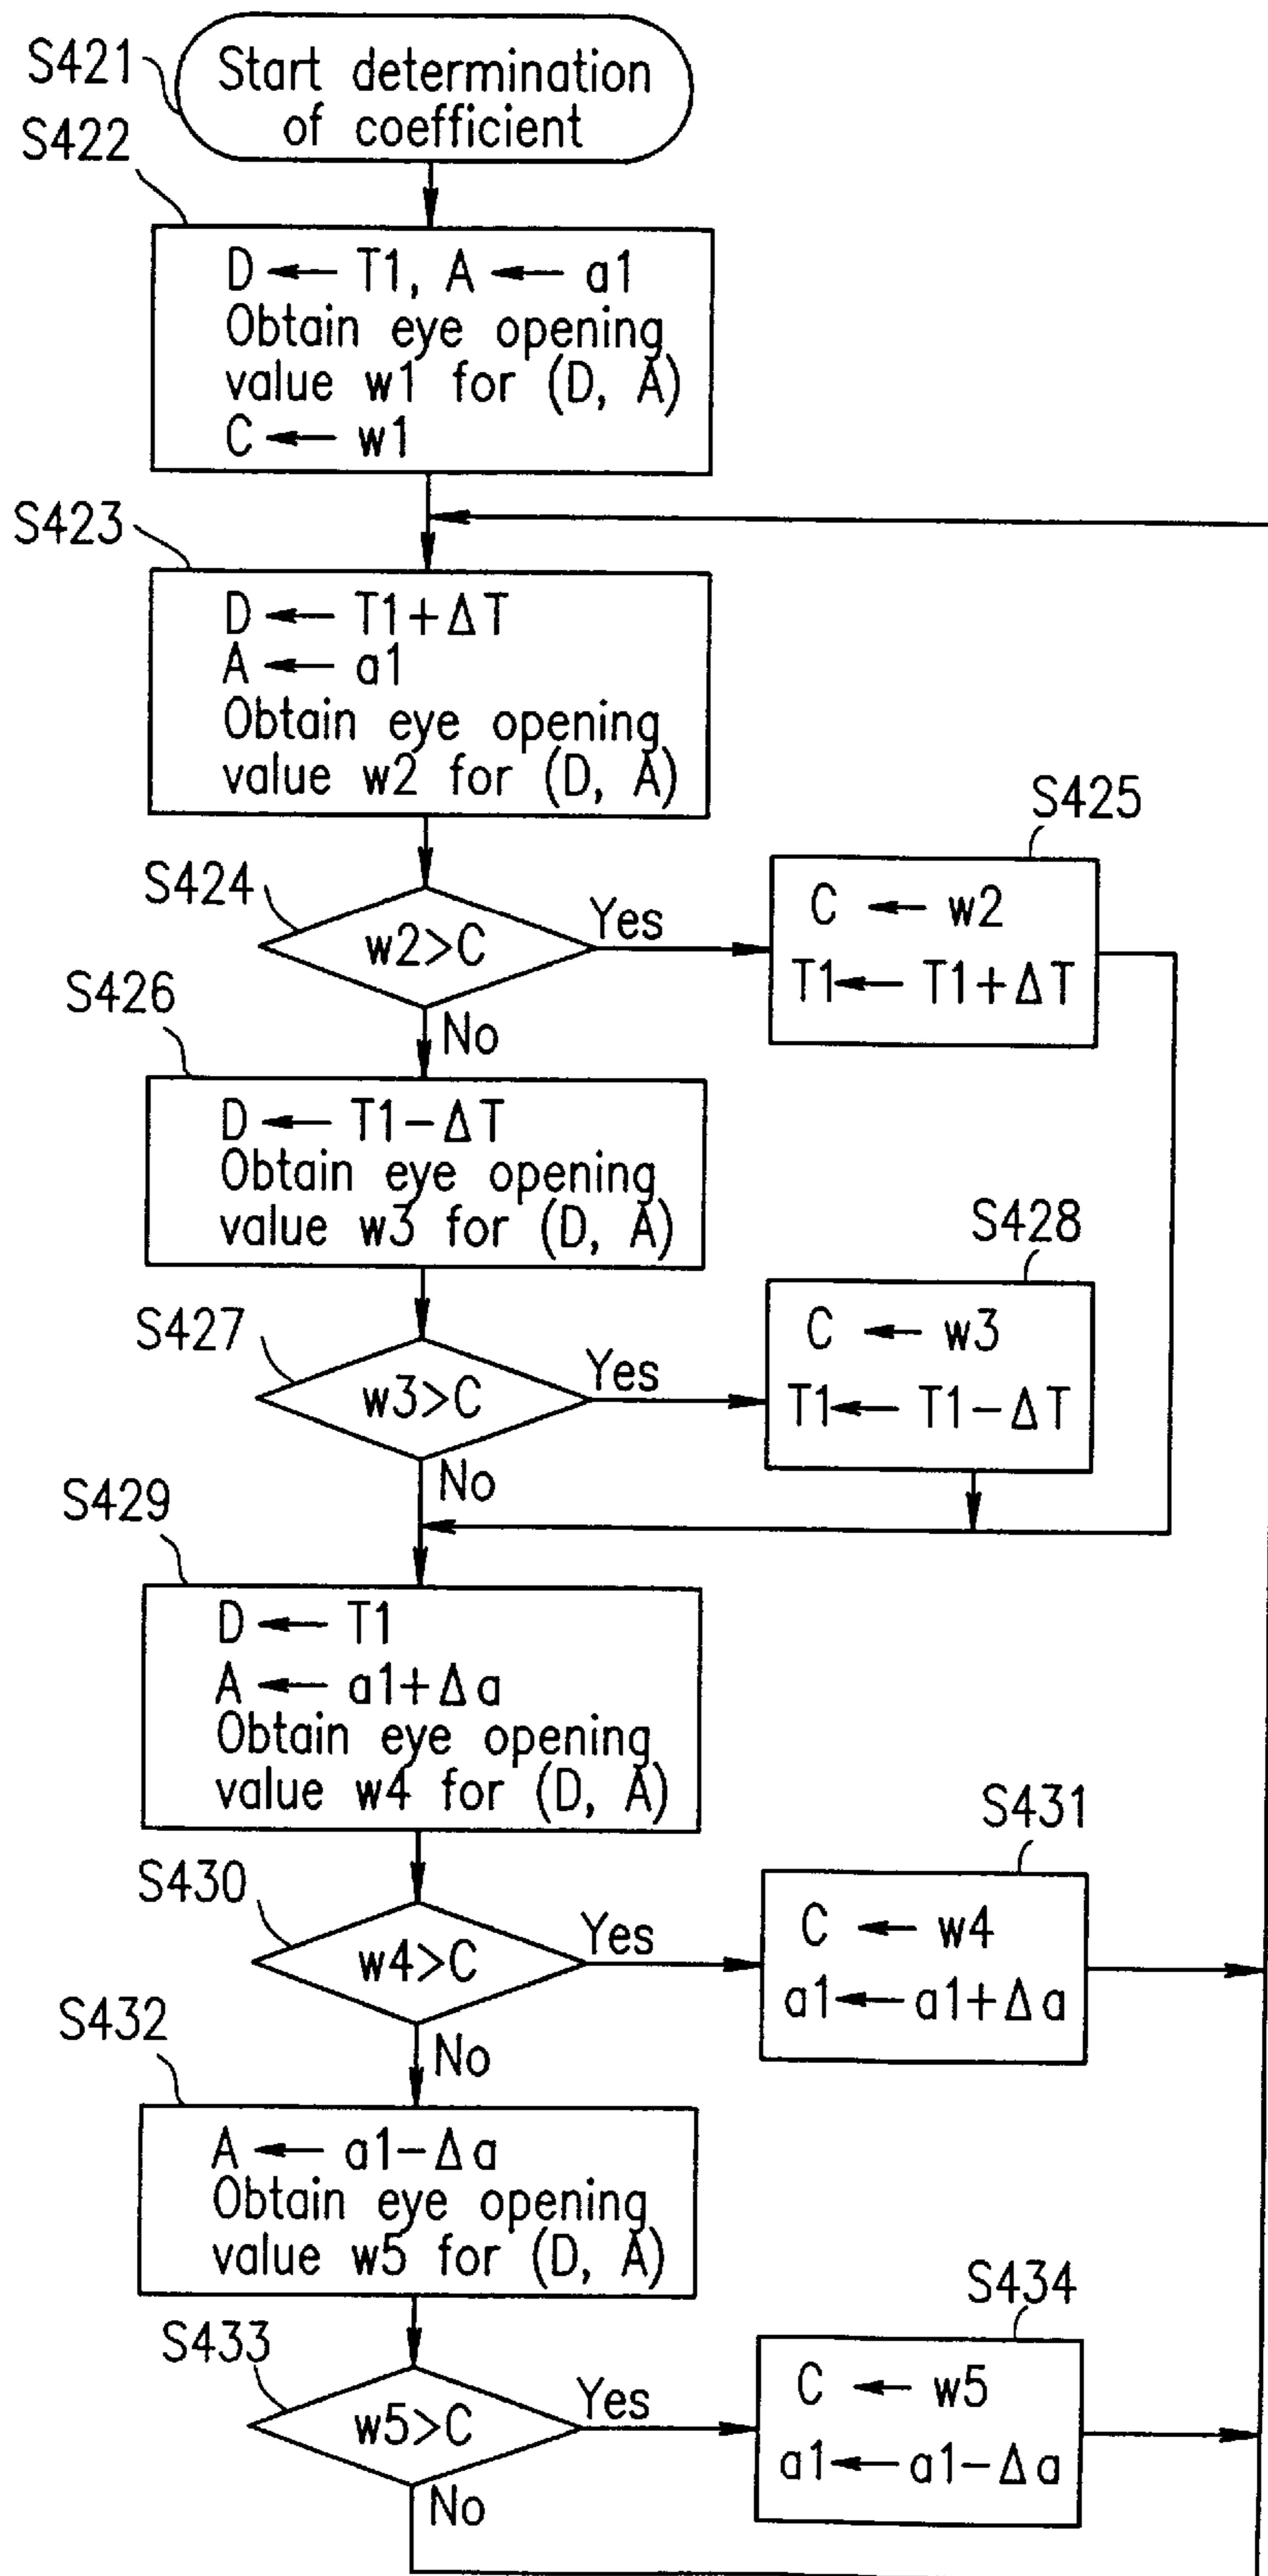 S421
Start determination
of coefficient
S422
D ← T1, A ← a1
Obtain eye opening
value w1 for (D, A)
C ← w1
S423
D ← T1+ΔT
A ← a1
Obtain eye opening
value w2 for (D, A)
S424
w2>C
Yes
No
S425
C ← w2
T1← T1+ΔT
S426
D ← T1-ΔT
Obtain eye opening
value w3 for (D, A)
S427
w3>C
Yes
No
S428
C ← w3
T1← T1-ΔT
S429
D ← T1
A ← a1+Δa
Obtain eye opening
value w4 for (D, A)
S430
w4>C
Yes
No
S431
C ← w4
a1←a1+Δa
S432
A ← a1-Δa
Obtain eye opening
value w5 for (D, A)
S433
w5>C
Yes
No
S434
C ← w5
a1←a1-Δa